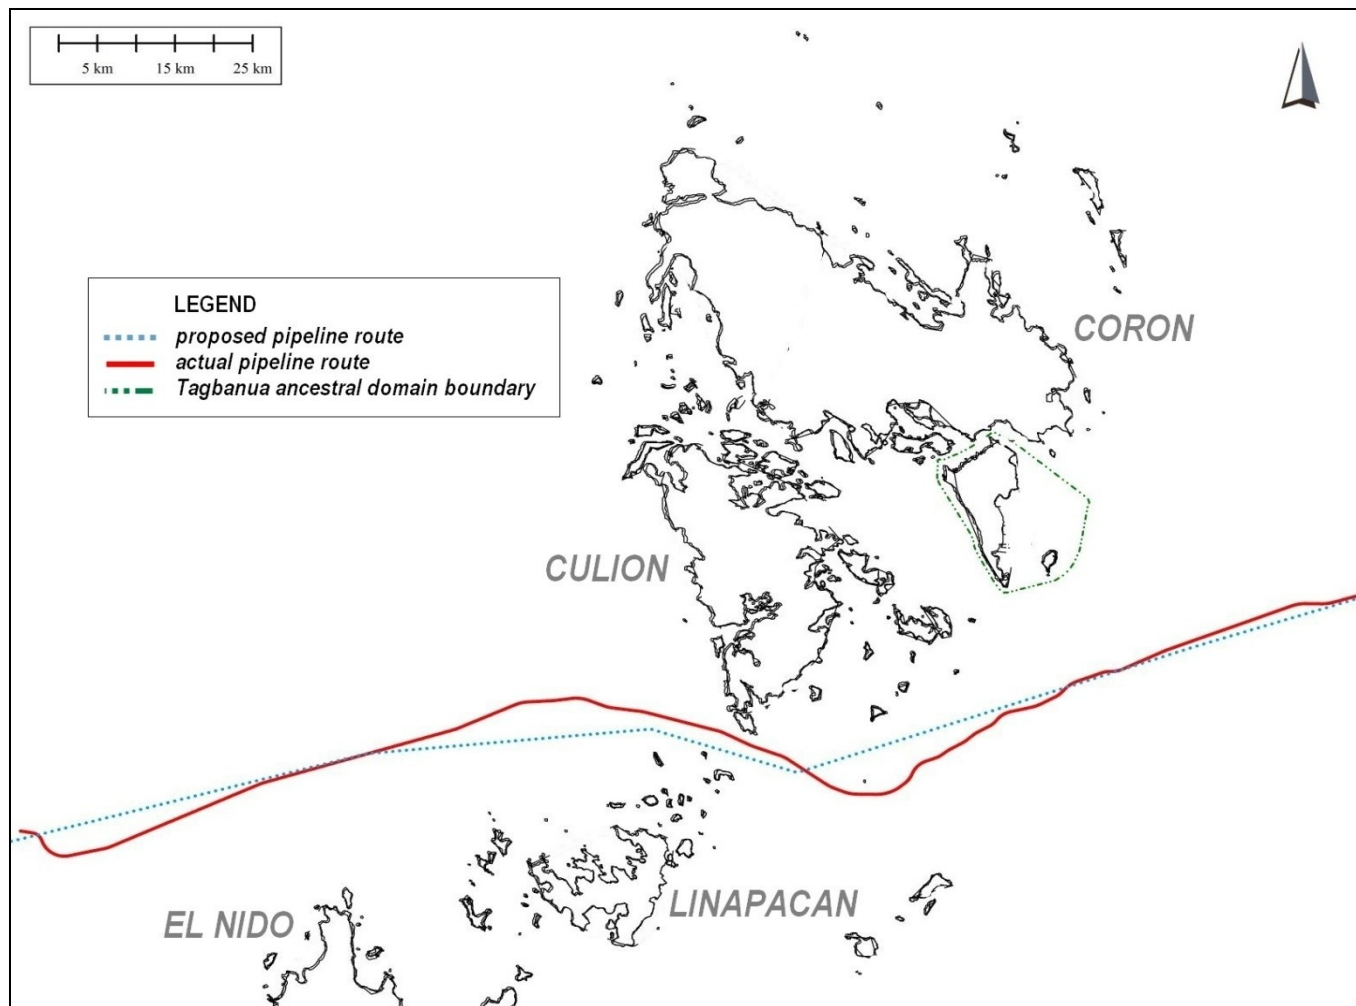 5 km 15 km 25 km
LEGEND
proposed pipeline route
actual pipeline route
Tagbanua ancestral domain boundary
CORON
CULION
LINAPACAN
EL NIDO